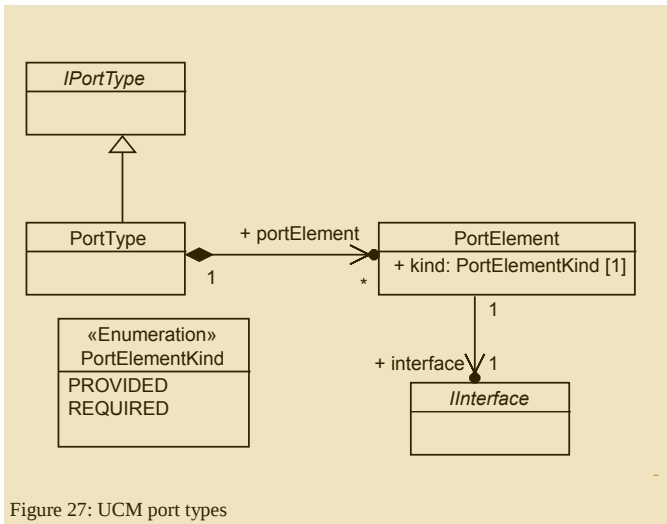 IPortType
PortType
+ portElement
1
*
PortElement
+ kind: PortElementKind [1]
«Enumeration»
PortElementKind
PROVIDED
REQUIRED
1
+ interface
1
IInterface
Figure 27: UCM port types